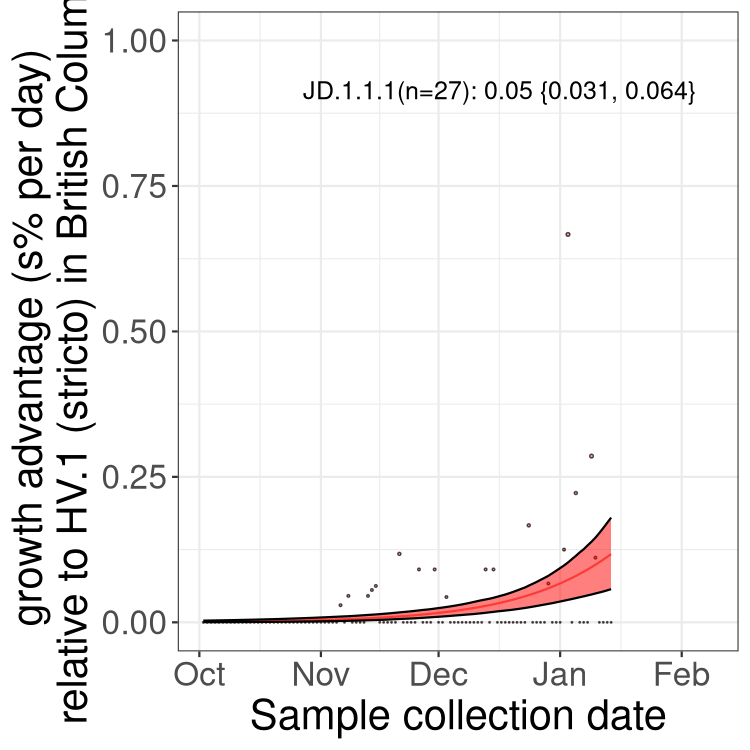 growth advantage (s% per day)
relative to HV.1 (stricto) in British Colum
1.00
0.75
0.50
0.25
0.00
JD.1.1.1(n=27): 0.05 {0.031, 0.064}
Oct Nov Dec Jan Feb
Sample collection date